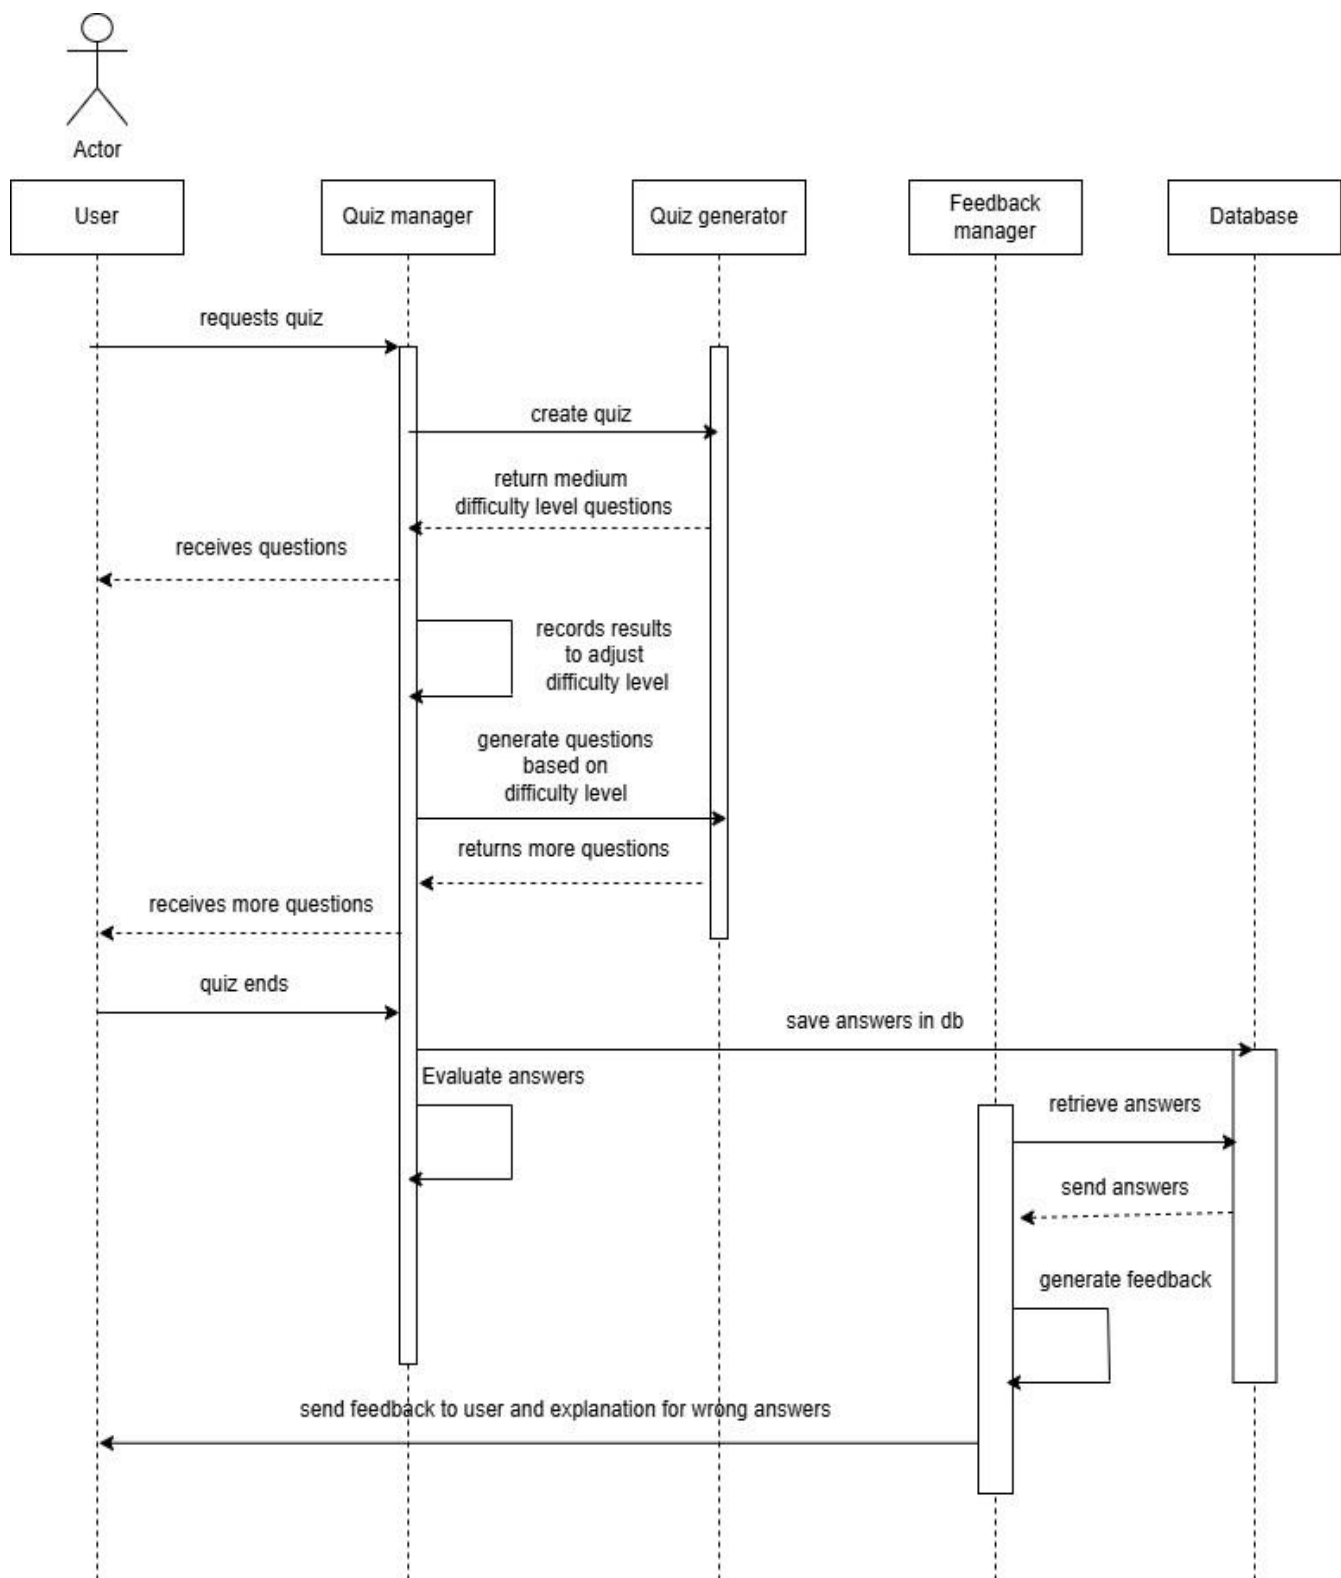 Actor
User
Quiz manager
Quiz generator
Feedback
manager
Database
requests quiz
create quiz
return medium
difficulty level questions
receives questions
records results
to adjust
difficulty level
generate questions
based on
difficulty level
returns more questions
receives more questions
quiz ends
save answers in db
Evaluate answers
retrieve answers
send answers
generate feedback
send feedback to user and explanation for wrong answers